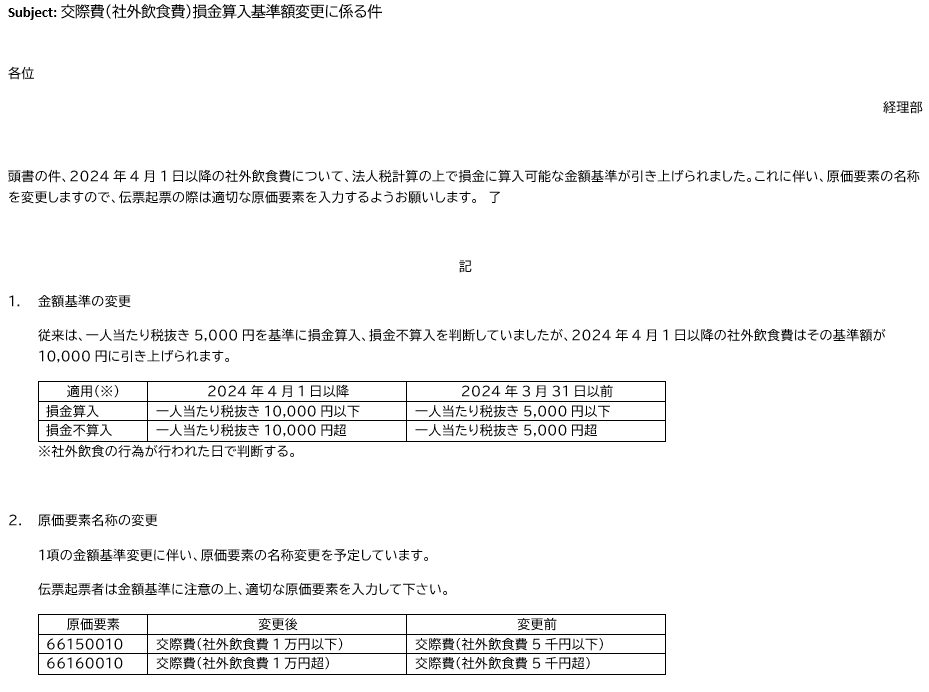 Subject: 交際費（社外飲食費）損金算入基準額変更に係る件
各位
経理部
頭書の件、2024 年 4 月 1 日以降の社外飲食費について、法人税計算の上で損金に算入可能な金額基準が引き上げられました。これに伴い、原価要素の名称
を変更しますので、伝票起票の際は適切な原価要素を入力するようお願いします。 了
記
1. 金額基準の変更
従来は、一人当たり税抜き 5,000 円を基準に損金算入、損金不算入を判断していましたが、2024 年 4 月 1 日以降の社外飲食費はその基準額が
10,000 円に引き上げられます。
適用（※） 2024 年 4 月 1 日以降 2024 年 3 月 31 日以前
損金算入 一人当たり税抜き 10,000 円以下 一人当たり税抜き 5,000 円以下
損金不算入 一人当たり税抜き 10,000 円超 一人当たり税抜き 5,000 円超
※社外飲食の行為が行われた日で判断する。
2. 原価要素名称の変更
1項の金額基準変更に伴い、原価要素の名称変更を予定しています。
伝票起票者は金額基準に注意の上、適切な原価要素を入力して下さい。
原価要素 変更後 変更前
66150010 交際費（社外飲食費 1 万円以下） 交際費（社外飲食費 5 千円以下）
66160010 交際費（社外飲食費 1 万円超） 交際費（社外飲食費 5 千円超）